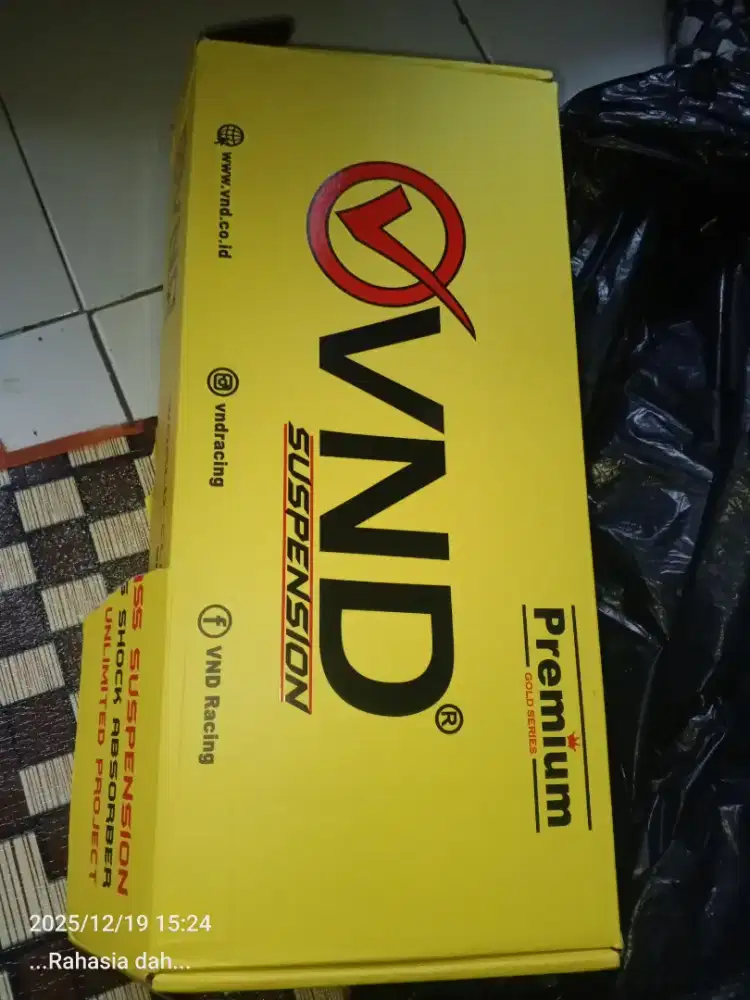 Premium
GOLD SERIES
VND®
SUSPENSION
www.vnd.co.id
vndracing
VND Racing
SS SUSPENSION
SHOCK ABSORBER
UNLIMITED PROJECT
2025/12/19 15:24
...Rahasia dah...